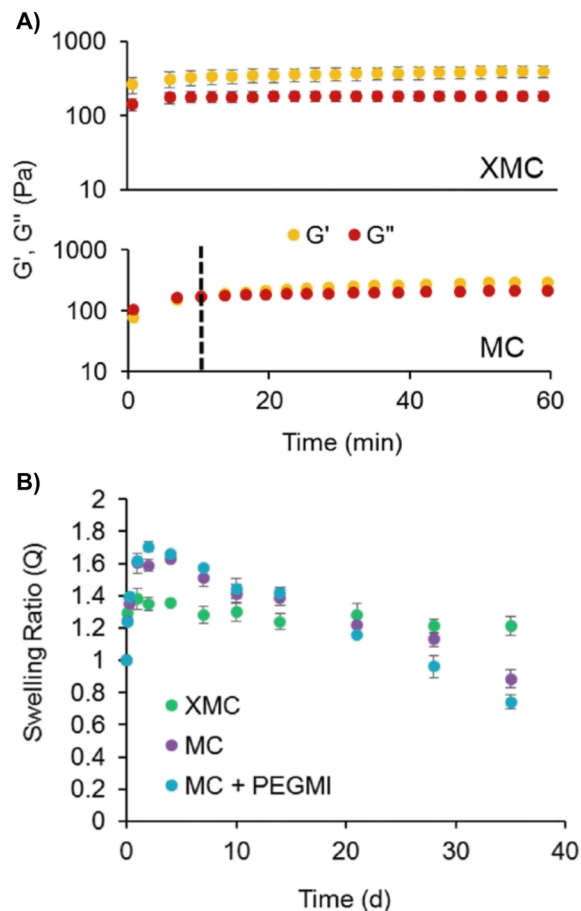 A)
1000
100
10
XMC
G', G" (Pa)
G' G"
1000
100
10
MC
0 20 40 60
Time (min)
B)
2
1.8
1.6
1.4
1.2
1
0.8
0.6
0.4
0.2
0
Swelling Ratio (Q)
XMC
MC
MC + PEGMI
0 10 20 30 40
Time (d)